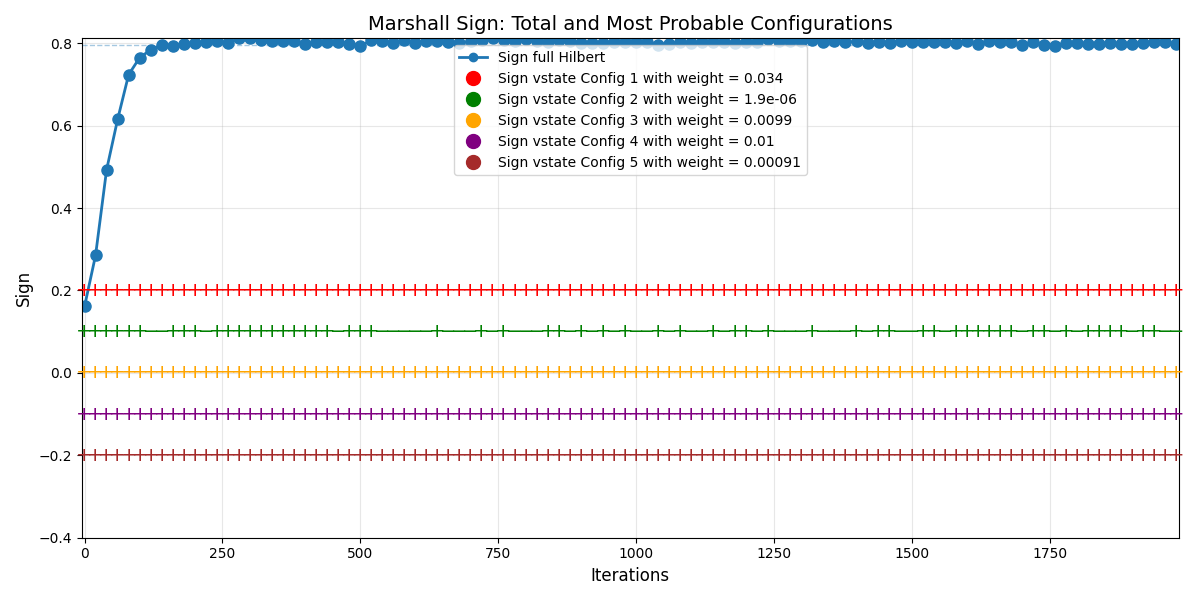 Marshall Sign: Total and Most Probable Configurations
Sign
0.8
0.6
0.4
0.2
0.0
−0.2
−0.4
Sign full Hilbert
Sign vstate Config 1 with weight = 0.034
Sign vstate Config 2 with weight = 1.9e-06
Sign vstate Config 3 with weight = 0.0099
Sign vstate Config 4 with weight = 0.01
Sign vstate Config 5 with weight = 0.00091
0 250 500 750 1000 1250 1500 1750
Iterations